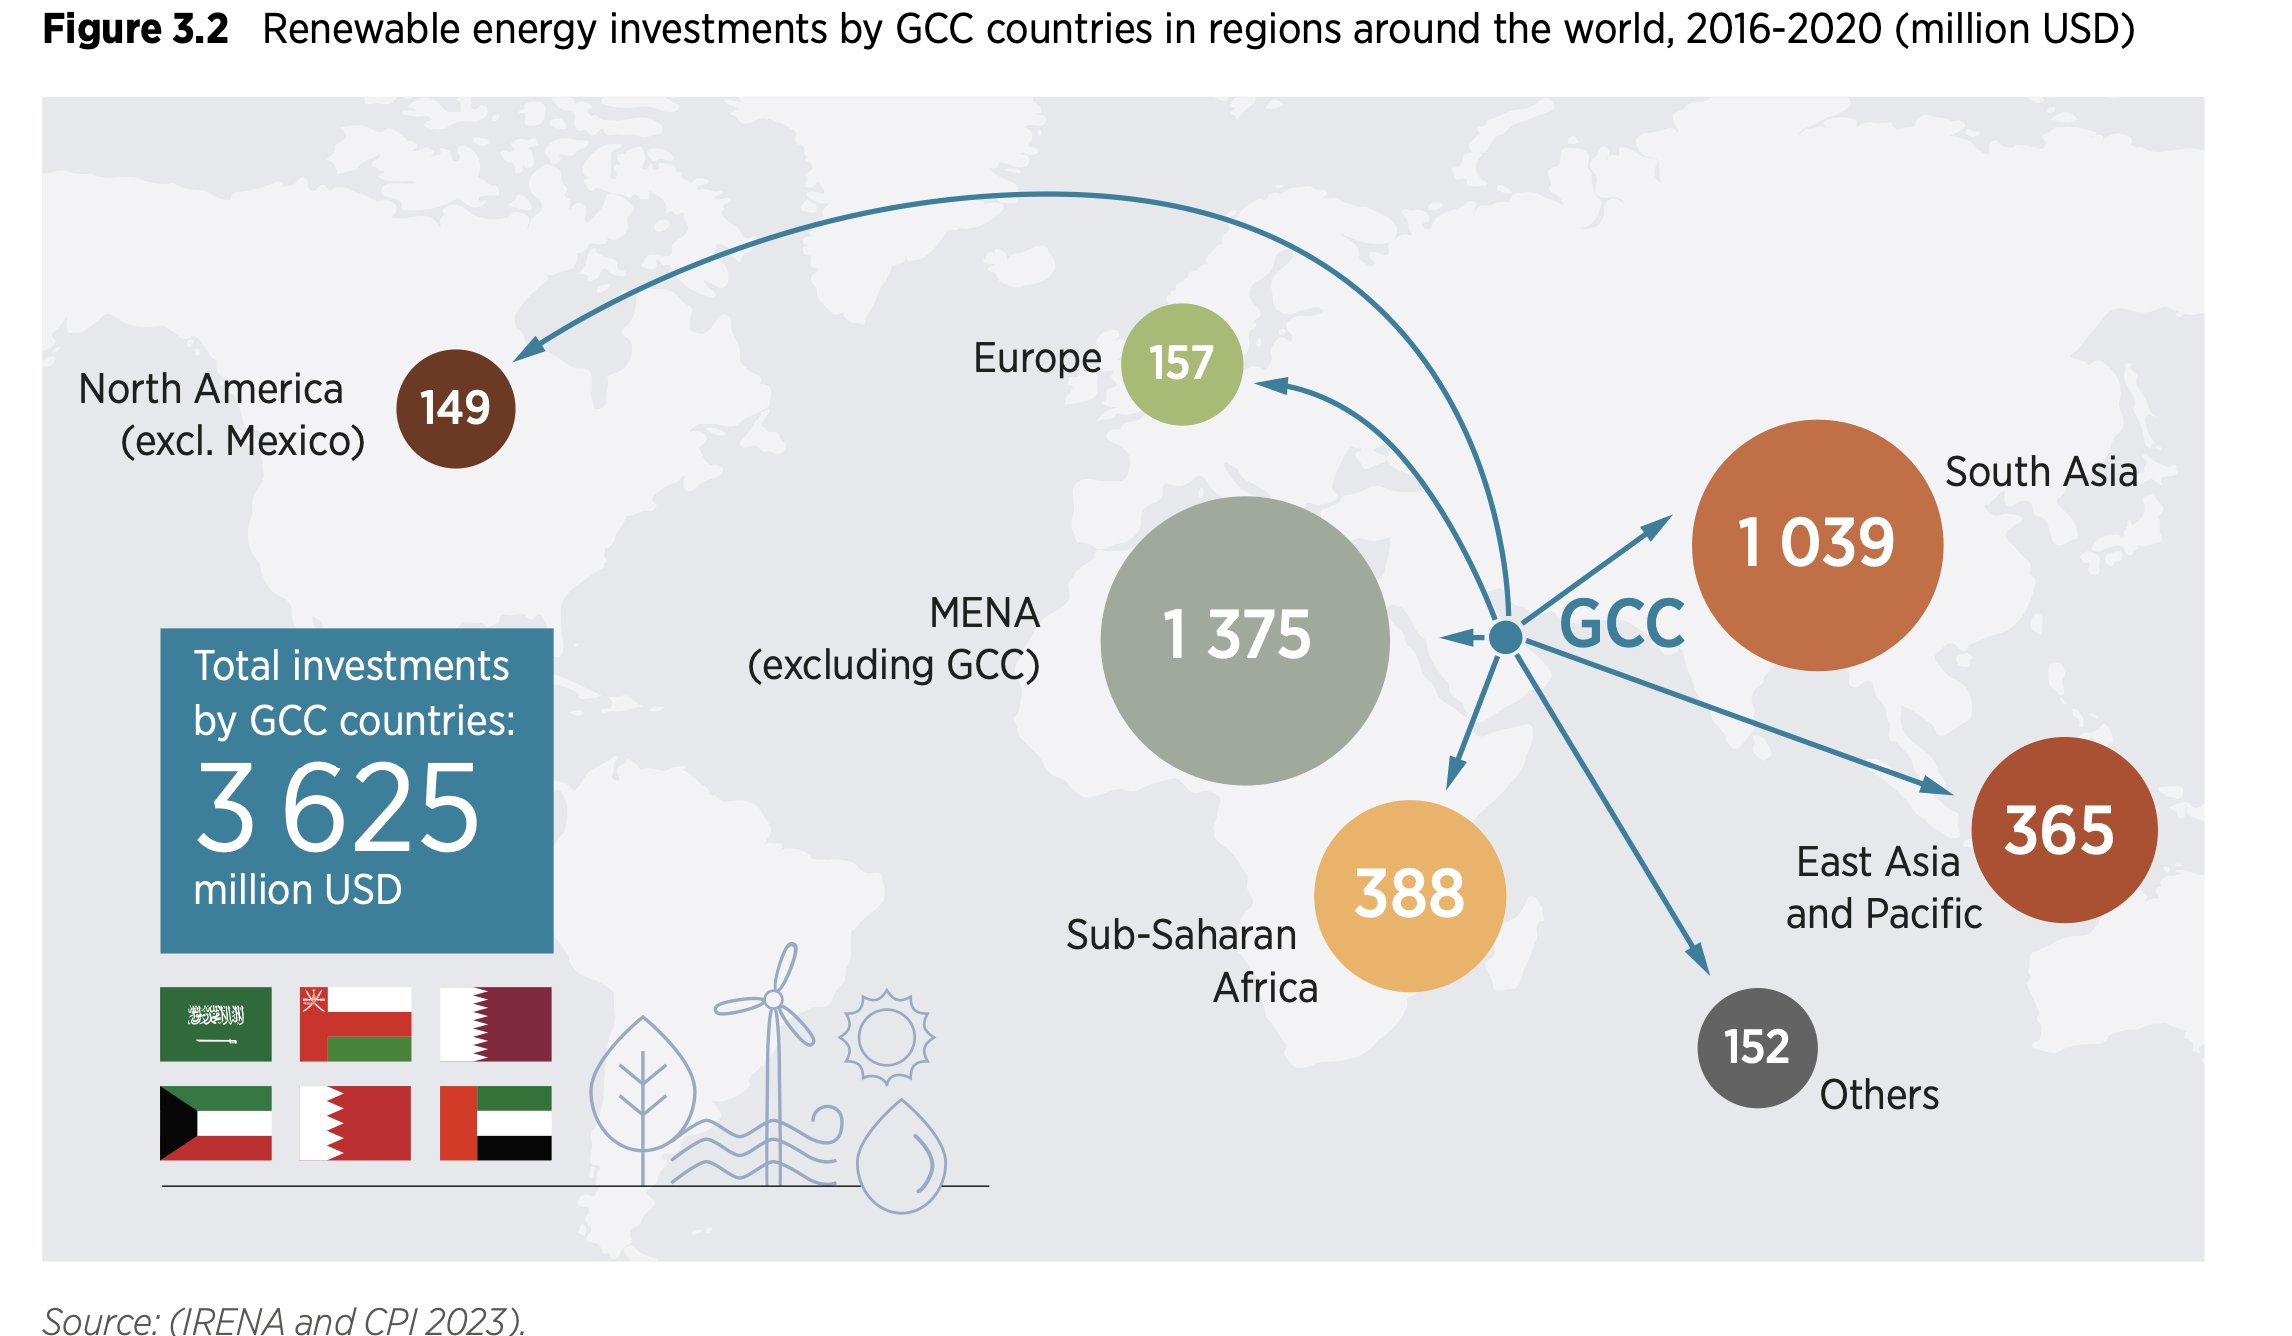 Figure 3.2 Renewable energy investments by GCC countries in regions around the world, 2016-2020 (million USD)
North America
(excl. Mexico)
149
Europe
157
South Asia
1 039
MENA
(excluding GCC)
1 375
GCC
Total investments
by GCC countries:
3 625
million USD
Sub-Saharan
Africa
388
East Asia
and Pacific
365
152
Others
Source: (IRENA and CPI 2023).